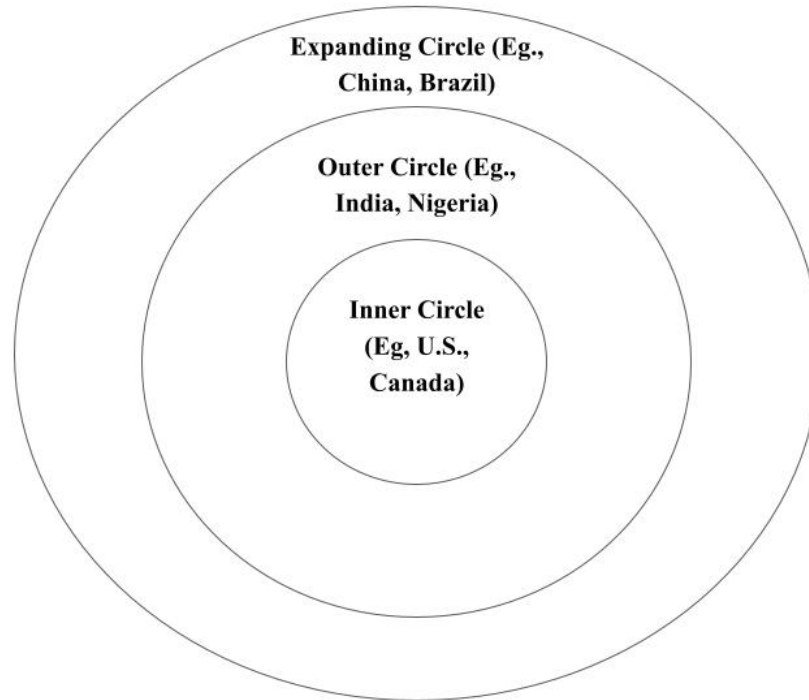 Expanding Circle (Eg.,
China, Brazil)
Outer Circle (Eg.,
India, Nigeria)
Inner Circle
(Eg, U.S.,
Canada)